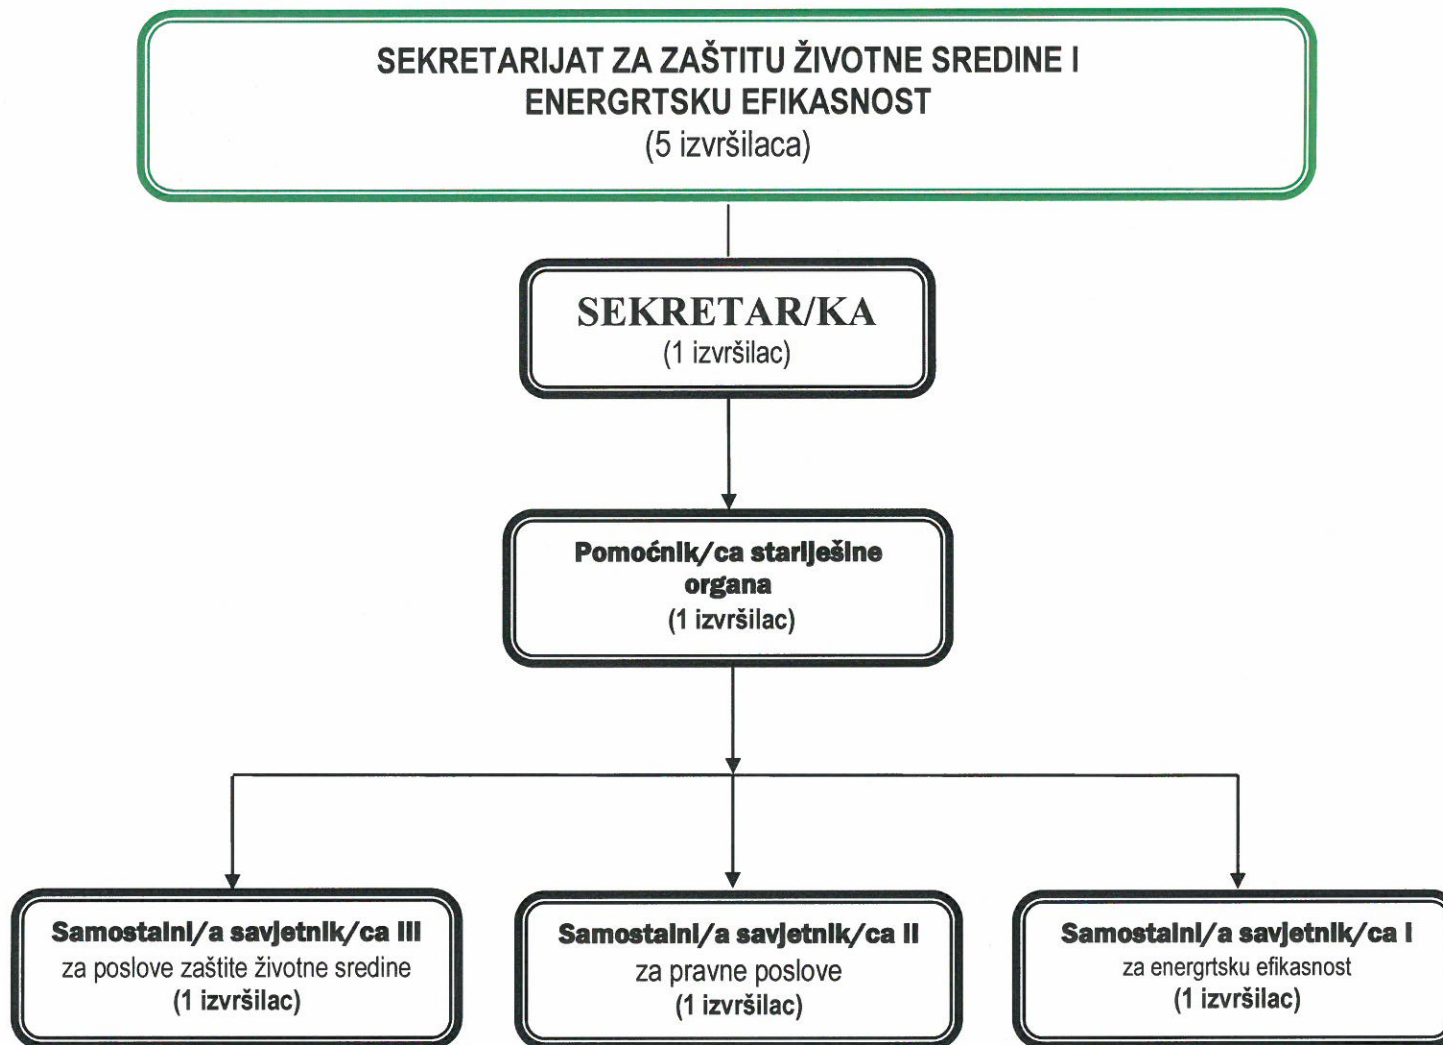 SEKRETARIJAT ZA ZAŠTITU ŽIVOTNE SREDINE I
ENERGRTSKU EFIKASNOST
(5 izvršilaca)
SEKRETAR/KA
(1 izvršilac)
Pomoćnik/ca starješine
organa
(1 izvršilac)
Samostalni/a savjetnik/ca III
za poslove zaštite životne sredine
(1 izvršilac)
Samostalni/a savjetnik/ca II
za pravne poslove
(1 izvršilac)
Samostalni/a savjetnik/ca I
za energrtsku efikasnost
(1 izvršilac)